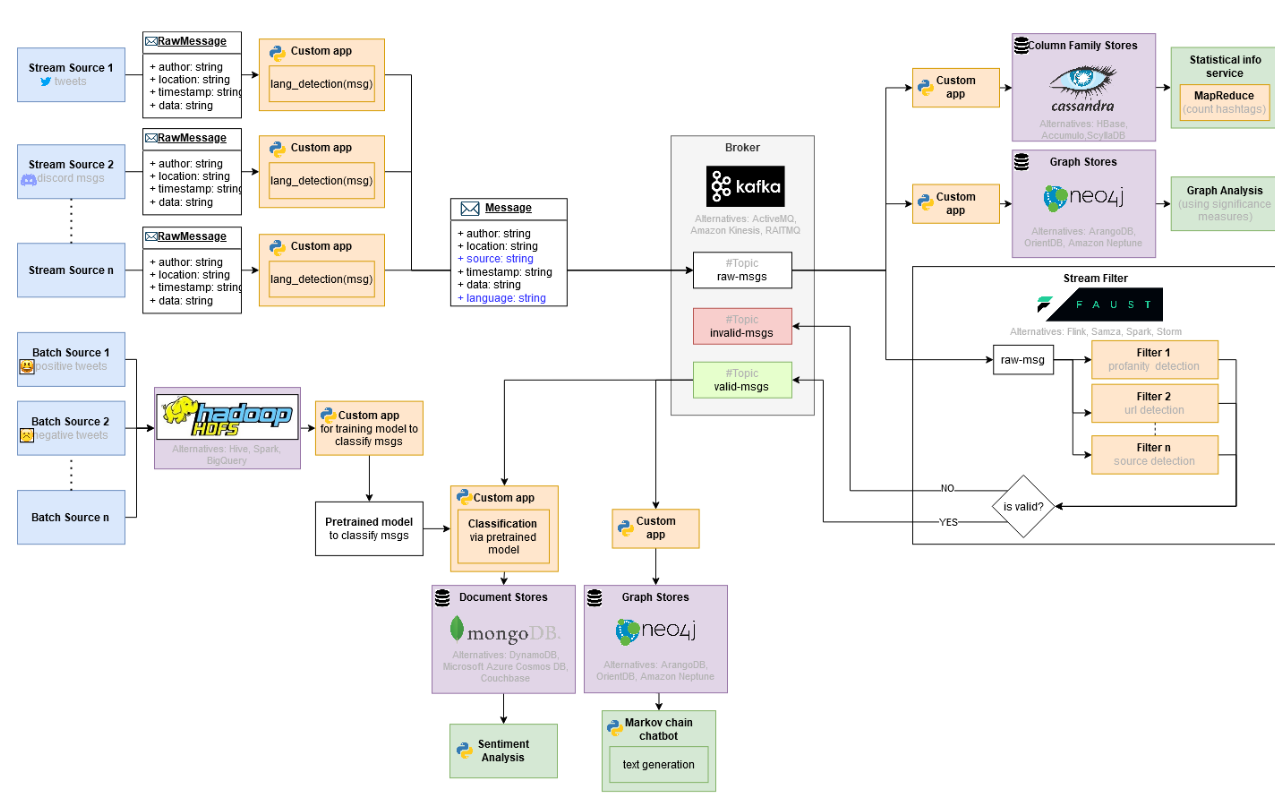 Stream Source 1
tweets
RawMessage
+ author: string
+ location: string
+ timestamp: string
+ data: string
Custom app
lang_detection(msg)
Stream Source 2
discord msgs
RawMessage
+ author: string
+ location: string
+ timestamp: string
+ data: string
Custom app
lang_detection(msg)
Stream Source n
RawMessage
+ author: string
+ location: string
+ timestamp: string
+ data: string
Custom app
lang_detection(msg)
Message
+ author: string
+ location: string
+ source: string
+ timestamp: string
+ data: string
+ language: string
Broker
kafka
Alternatives: ActiveMQ,
Amazon Kinesis, RAITMQ
#Topic
raw-msgs
#Topic
invalid-msgs
#Topic
valid-msgs
Custom
app
Column Family Stores
cassandra
Alternatives: HBase,
Accumulo,ScyllaDB
Statistical info
service
MapReduce
(count hashtags)
Custom
app
Graph Stores
neo4j
Alternatives: ArangoDB,
OrientDB, Amazon Neptune
Graph Analysis
(using significance
measures)
Stream Filter
FAUST
Alternatives: Flink, Samza, Spark, Storm
raw-msg
Filter 1
profanity detection
Filter 2
url detection
Filter n
source detection
is valid?
NO
YES
Batch Source 1
positive tweets
Batch Source 2
negative tweets
Batch Source n
hadoop
HDFS
Alternatives: Hive, Spark,
BigQuery
Custom app
for training model to
classify msgs
Pretrained model
to classify msgs
Custom app
Classification
via pretrained
model
Custom
app
Document Stores
mongoDB.
Alternatives: DynamoDB,
Microsoft Azure Cosmos DB,
Couchbase
Graph Stores
neo4j
Alternatives: ArangoDB,
OrientDB, Amazon Neptune
Sentiment
Analysis
Markov chain
chatbot
text generation